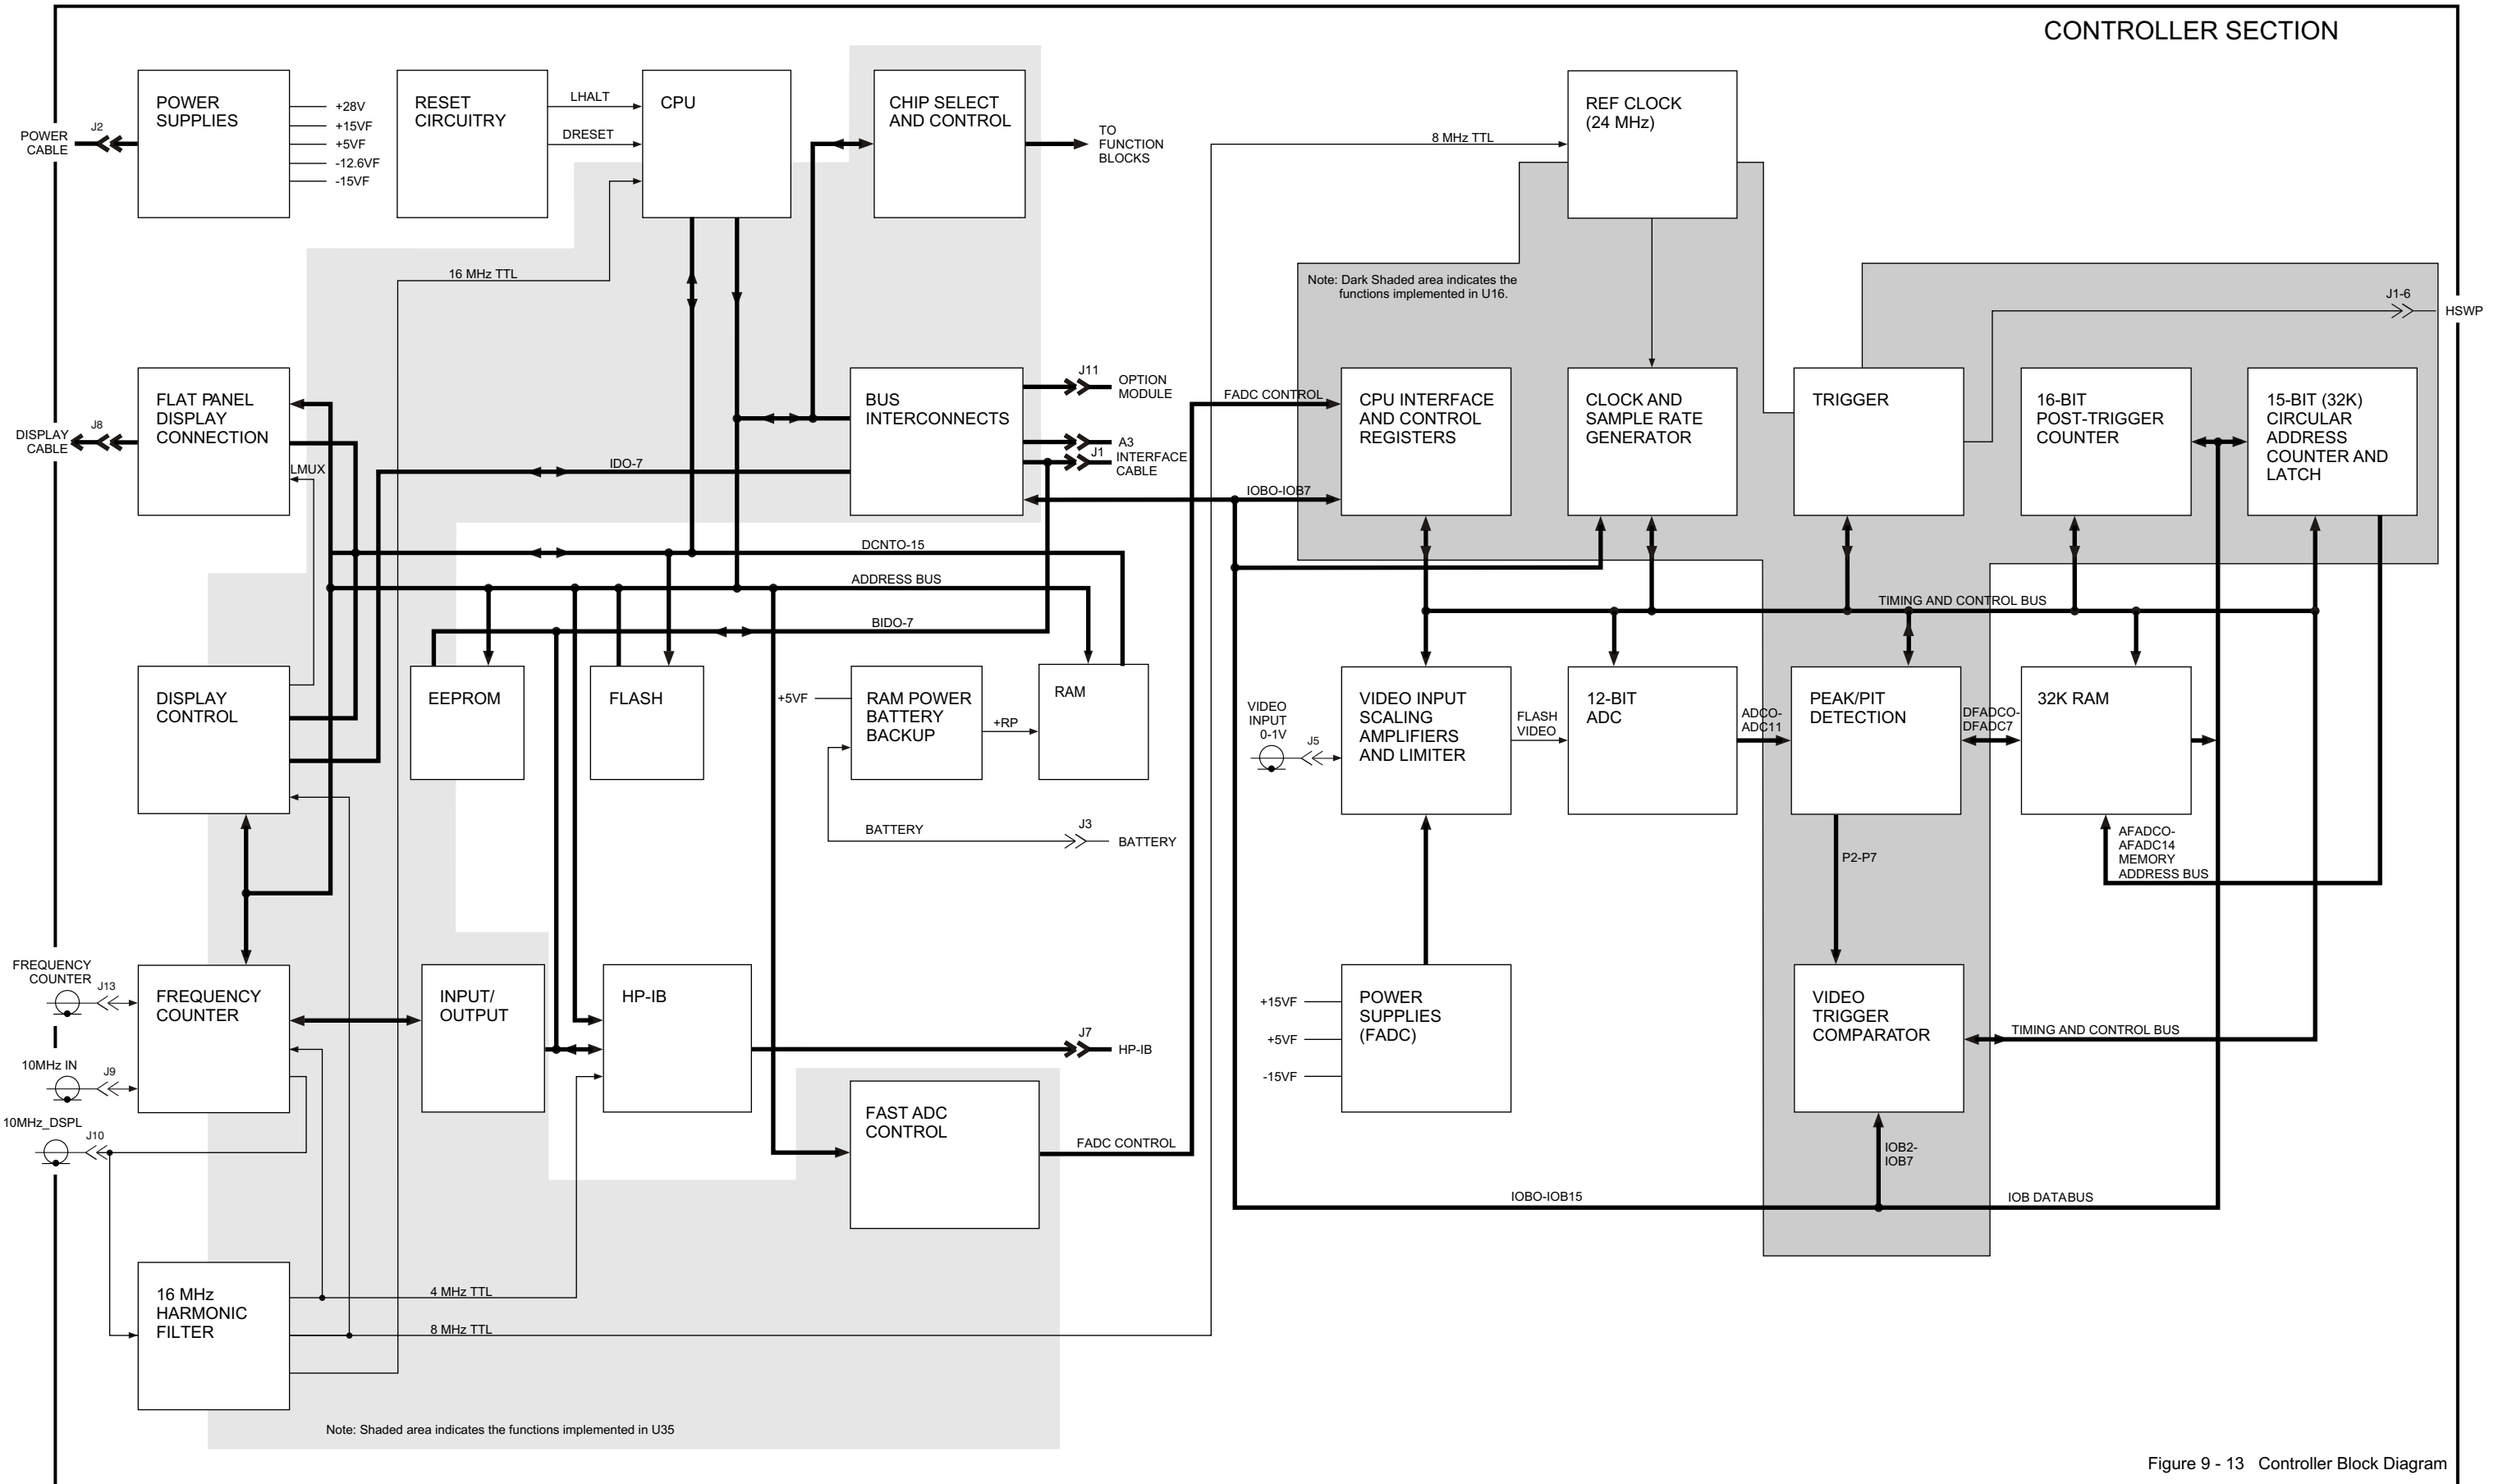 CONTROLLER SECTION
POWER
SUPPLIES
+28V
+15VF
+5VF
-12.6VF
-15VF
J2
POWER
CABLE
RESET
CIRCUITRY
LHALT
DRESET
CPU
CHIP SELECT
AND CONTROL
TO
FUNCTION
BLOCKS
REF CLOCK
(24 MHz)
8 MHz TTL
16 MHz TTL
Note: Dark Shaded area indicates the
functions implemented in U16.
J1-6
HSWP
FLAT PANEL
DISPLAY
CONNECTION
J8
DISPLAY
CABLE
LMUX
IDO-7
BUS
INTERCONNECTS
J11
OPTION
MODULE
A3
J1
INTERFACE
CABLE
FADC CONTROL
CPU INTERFACE
AND CONTROL
REGISTERS
IOBO-IOB7
CLOCK AND
SAMPLE RATE
GENERATOR
TRIGGER
16-BIT
POST-TRIGGER
COUNTER
15-BIT (32K)
CIRCULAR
ADDRESS
COUNTER AND
LATCH
DCNTO-15
ADDRESS BUS
BIDO-7
TIMING AND CONTROL BUS
DISPLAY
CONTROL
EEPROM
FLASH
+5VF
RAM POWER
BATTERY
BACKUP
+RP
RAM
BATTERY
J3
BATTERY
VIDEO
INPUT
0-1V
J5
VIDEO INPUT
SCALING
AMPLIFIERS
AND LIMITER
FLASH
VIDEO
12-BIT
ADC
ADCO-
ADC11
PEAK/PIT
DETECTION
DFADCO-
DFADC7
32K RAM
AFADCO-
AFADC14
MEMORY
ADDRESS BUS
P2-P7
FREQUENCY
COUNTER
J13
10MHz IN
J9
10MHz_DSPL
J10
FREQUENCY
COUNTER
INPUT/
OUTPUT
HP-IB
J7
HP-IB
FAST ADC
CONTROL
FADC CONTROL
+15VF
+5VF
-15VF
POWER
SUPPLIES
(FADC)
VIDEO
TRIGGER
COMPARATOR
TIMING AND CONTROL BUS
IOB2-
IOB7
IOBO-IOB15
IOB DATABUS
16 MHz
HARMONIC
FILTER
4 MHz TTL
8 MHz TTL
Note: Shaded area indicates the functions implemented in U35
Figure 9 - 13 Controller Block Diagram